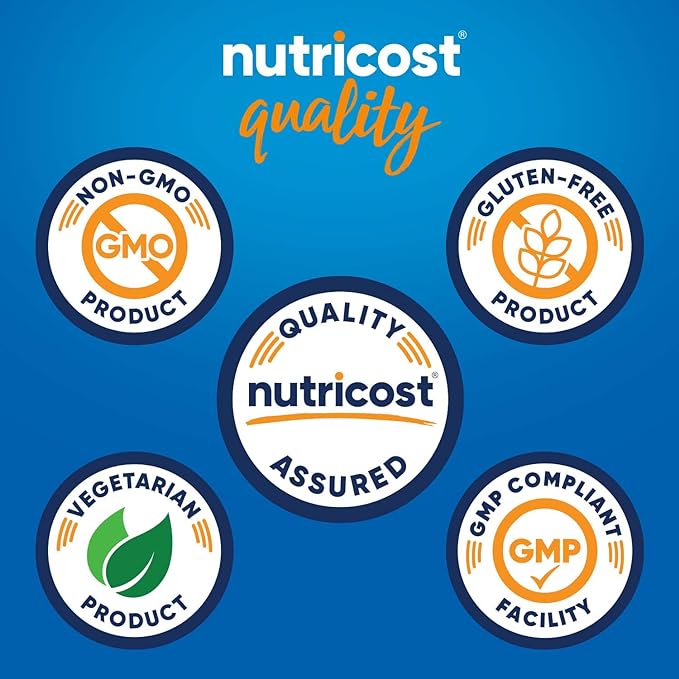 nutricost®
quality
NON-GMO
GMO
PRODUCT
GLUTEN-FREE
PRODUCT
QUALITY
nutricost®
ASSURED
VEGETARIAN
PRODUCT
GMP COMPLIANT
GMP
FACILITY